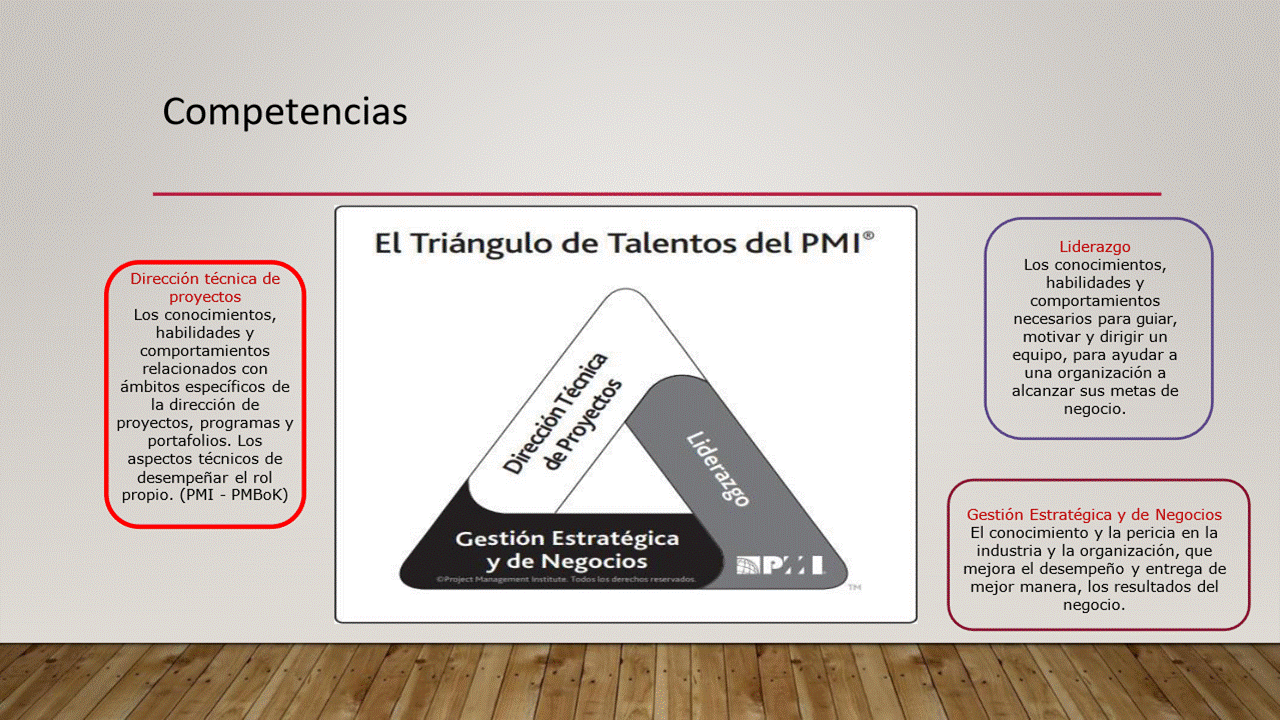 Competencias
El Triángulo de Talentos del PMI®
Dirección técnica de
proyectos
Los conocimientos,
habilidades y
comportamientos
relacionados con
ámbitos específicos de
la dirección de
proyectos, programas y
portafolios. Los
aspectos técnicos de
desempeñar el rol
propio. (PMI - PMBoK)
Dirección Técnica
de Proyectos
Liderazgo
Gestión Estratégica
y de Negocios
©Project Management Institute. Todos los derechos reservados.
PMI
TM
Liderazgo
Los conocimientos,
habilidades y
comportamientos
necesarios para guiar,
motivar y dirigir un
equipo, para ayudar a
una organización a
alcanzar sus metas de
negocio.
Gestión Estratégica y de Negocios
El conocimiento y la pericia en la
industria y la organización, que
mejora el desempeño y entrega de
mejor manera, los resultados del
negocio.